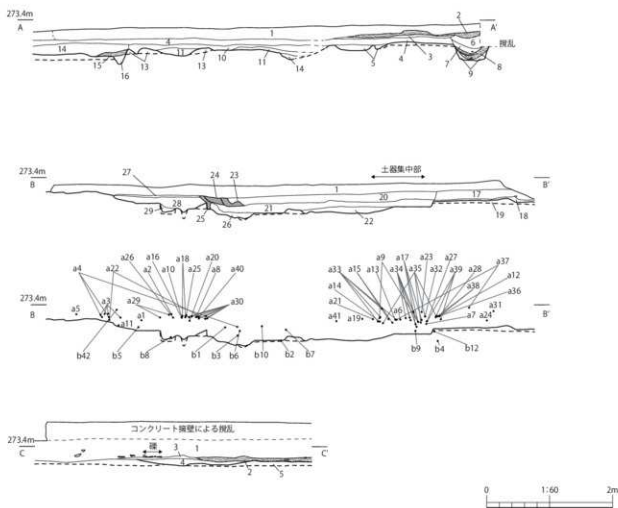 273.4m
A A'
1 2
14 4 6 撹乱
15 16 13 11 13 10 11 14 5 4 3 7 9 8
土器集中部
273.4m
B B'
27 24 23 1 17
28 20
29 25 26 21 22 19 18
a26 a16 a18 a20 a9 a17 a23 a27
a4 a22 a2 a10 a25 a8 a40 a33 a15 a13 a34 a35 a32 a39 a28 a37
a14 a38 a12
273.4m
B B'
a5 a3 a29 a30 a21 a36
a11 a1 a41 a19 a6 a7 a24 a31
b42 b5 b8 b1 b3 b6 b10 b2 b7 b9 b4 b12
コンクリート擁壁による撹乱
273.4m
C C'
礫 3 1
4 2 5
0 1:60 2m